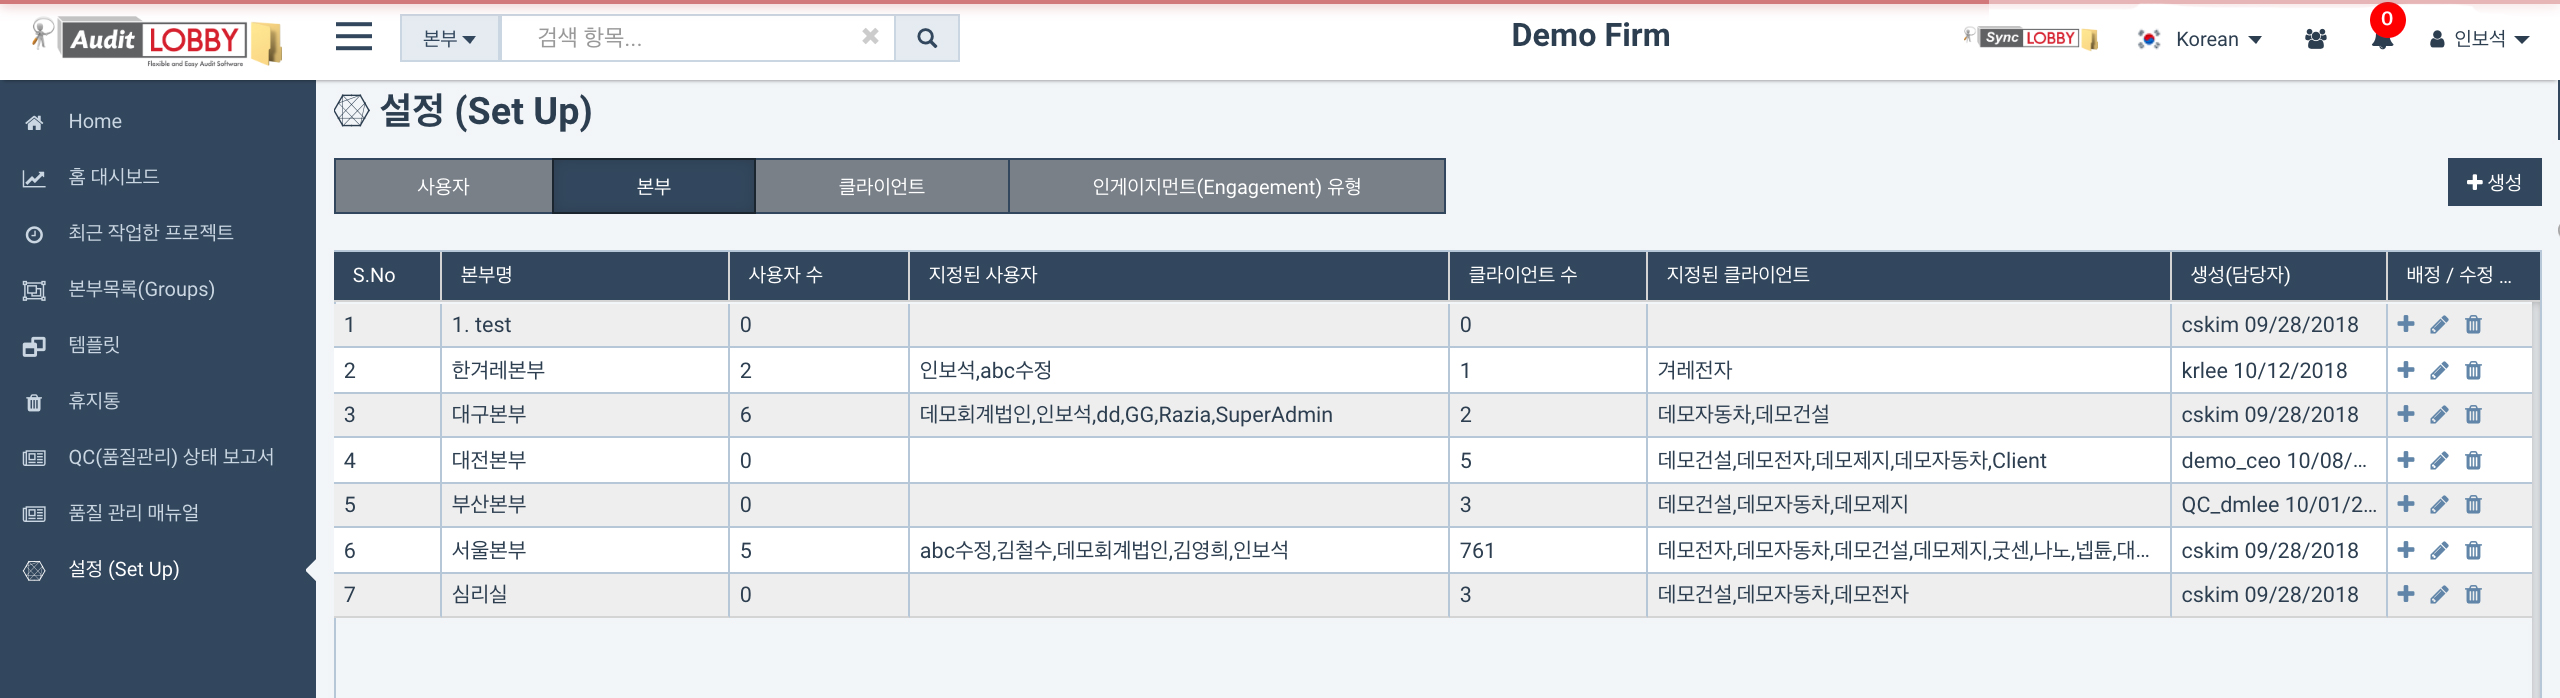 Audit LOBBY
Flexible and Easy Audit Software
본부
검색 항목...
Demo Firm
Sync LOBBY
Korean
0
인보석
Home
홈 대시보드
최근 작업한 프로젝트
본부목록(Groups)
템플릿
휴지통
QC(품질관리) 상태 보고서
품질 관리 매뉴얼
설정 (Set Up)
설정 (Set Up)
사용자 본부 클라이언트 인게이지먼트(Engagement) 유형
생성
S.No 본부명 사용자 수 지정된 사용자 클라이언트 수 지정된 클라이언트 생성(담당자) 배정 / 수정 ...
1 1. test 0 0 cskim 09/28/2018
2 한겨레본부 2 인보석,abc수정 1 겨레전자 krlee 10/12/2018
3 대구본부 6 데모회계법인,인보석,dd,GG,Razia,SuperAdmin 2 데모자동차,데모건설 cskim 09/28/2018
4 대전본부 0 5 데모건설,데모전자,데모제지,데모자동차,Client demo_ceo 10/08/...
5 부산본부 0 3 데모건설,데모자동차,데모제지 QC_dmlee 10/01/2...
6 서울본부 5 abc수정,김철수,데모회계법인,김영희,인보석 761 데모전자,데모자동차,데모건설,데모제지,굿센,나노,넵튠,대... cskim 09/28/2018
7 심리실 0 3 데모건설,데모자동차,데모전자 cskim 09/28/2018